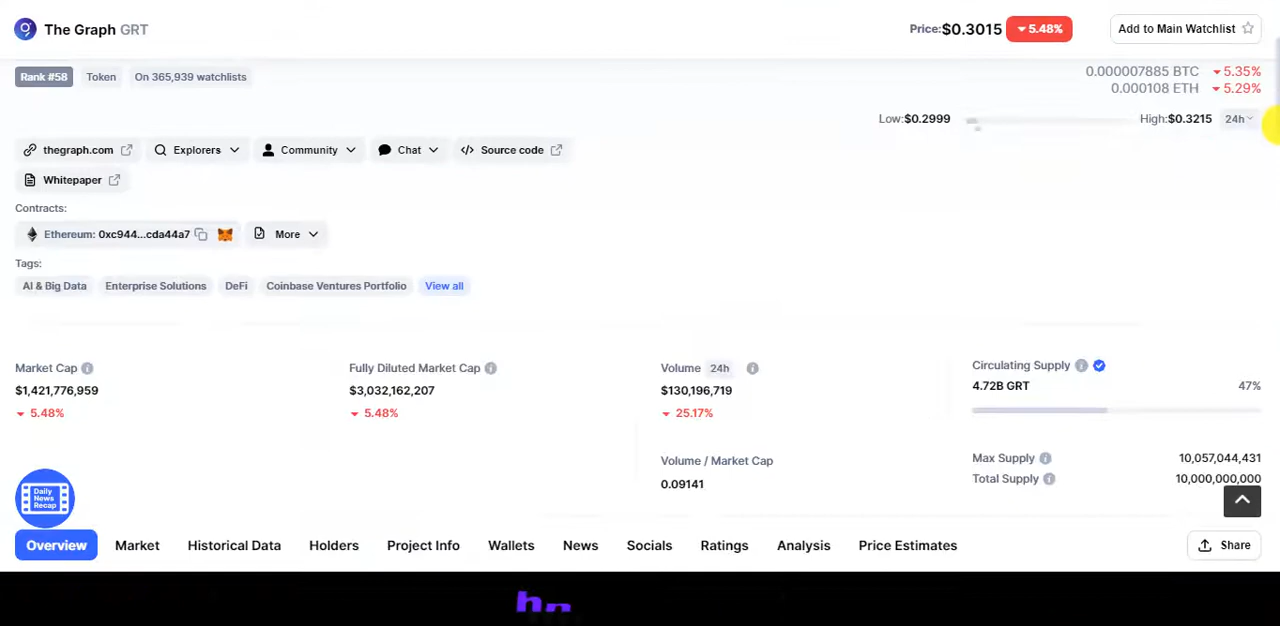 The Graph GRT
Price:$0.3015 5.48%
Add to Main Watchlist
Rank #58 Token On 365,939 watchlists
0.000007885 BTC 5.35%
0.000108 ETH 5.29%
Low:$0.2999 High:$0.3215 24h
thegraph.com Explorers Community Chat Source code
Whitepaper
Contracts:
Ethereum: 0xc944...cda44a7 More
Tags:
AI & Big Data Enterprise Solutions DeFi Coinbase Ventures Portfolio View all
Market Cap Fully Diluted Market Cap Volume 24h Circulating Supply
$1,421,776,959 $3,032,162,207 $130,196,719 4.72B GRT 47%
5.48% 5.48% 25.17%
Volume / Market Cap Max Supply 10,057,044,431
0.09141 Total Supply 10,000,000,000
Daily
News
Recap
Overview Market Historical Data Holders Project Info Wallets News Socials Ratings Analysis Price Estimates Share